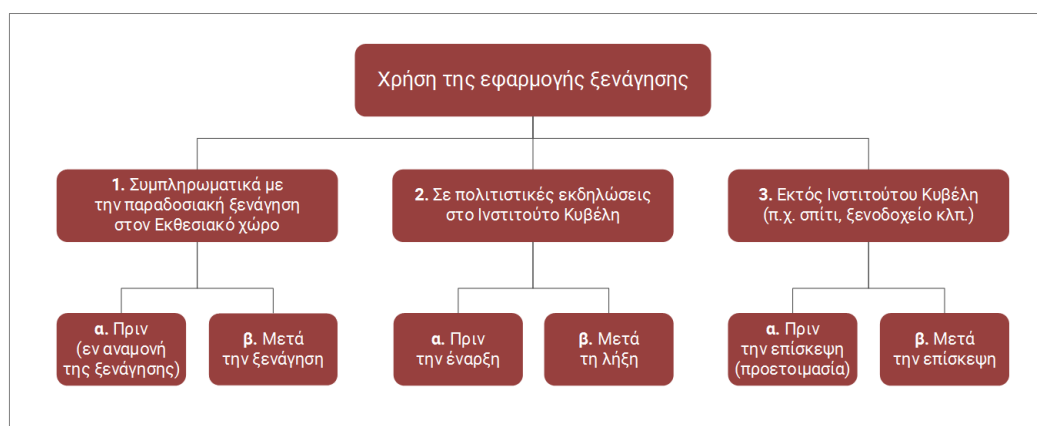 Χρήση της εφαρμογής ξενάγησης
1. Συμπληρωματικά με
την παραδοσιακή ξενάγηση
στον Εκθεσιακό χώρο
2. Σε πολιτιστικές εκδηλώσεις
στο Ινστιτούτο Κυβέλη
3. Εκτός Ινστιτούτου Κυβέλη
(π.χ. σπίτι, ξενοδοχείο κλπ.)
α. Πριν
(εν αναμονή
της ξενάγησης)
β. Μετά
την ξενάγηση
α. Πριν
την έναρξη
β. Μετά
τη λήξη
α. Πριν
την επίσκεψη
(προετοιμασία)
β. Μετά
την επίσκεψη